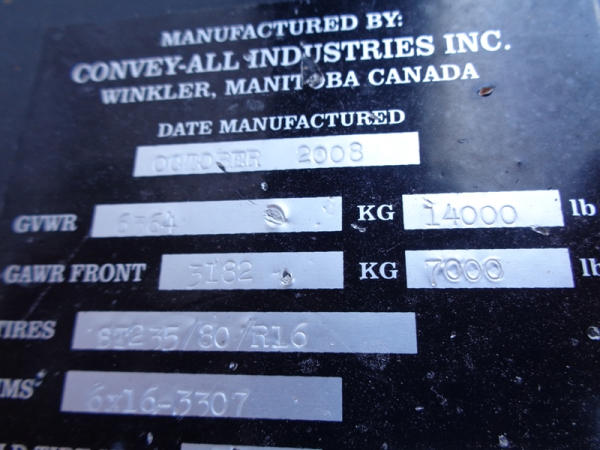 MANUFACTURED BY:
CONVEY-ALL INDUSTRIES INC.
WINKLER, MANITOBA CANADA
DATE MANUFACTURED
OCTOBER 2008
GVWR 6364 KG 14000 lb
GAWR FRONT 3182 KG 7000 lb
TIRES ST235/80/R16
6x16-3307